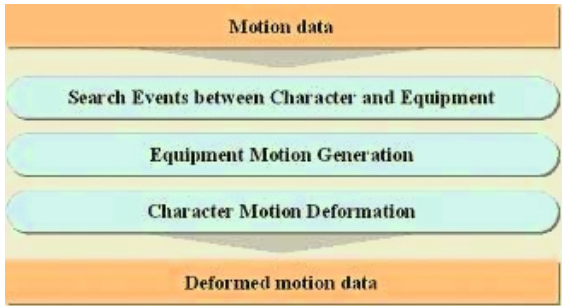 Motion data
Search Events between Character and Equipment
Equipment Motion Generation
Character Motion Deformation
Deformed motion data